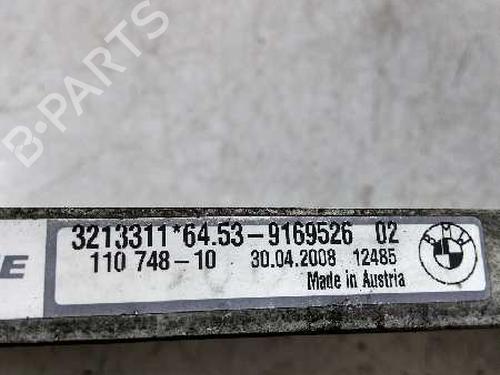 B-PARTS
3213311*64.53-9169526 02
110 748-10 30.04.2008 12485
Made in Austria
BMW